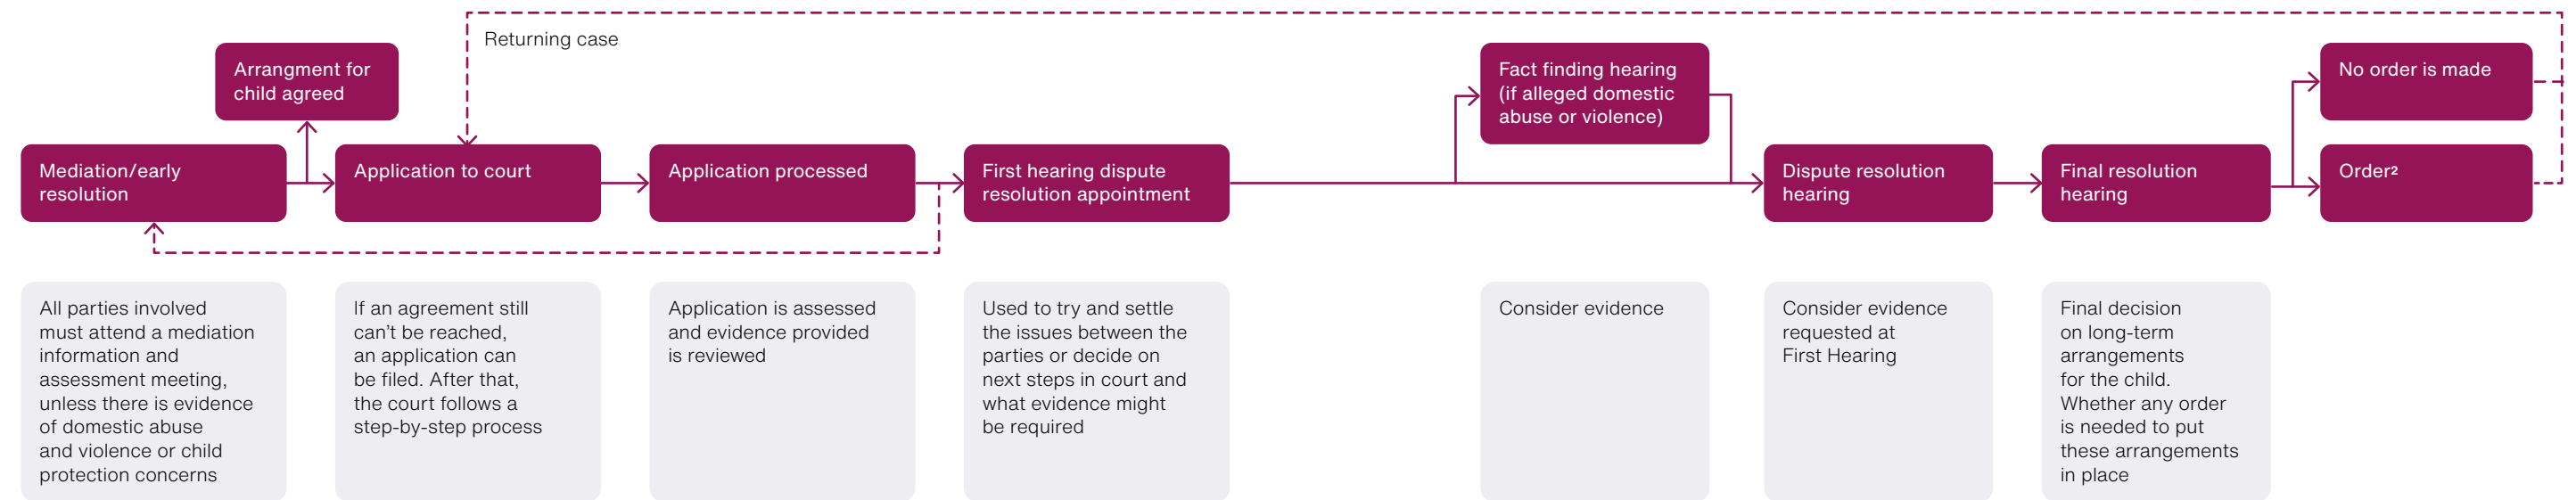 Returning case
Arrangment for
child agreed
Fact finding hearing
(if alleged domestic
abuse or violence)
No order is made
Mediation/early
resolution
Application to court
Application processed
First hearing dispute
resolution appointment
Dispute resolution
hearing
Final resolution
hearing
Order²
All parties involved
must attend a mediation
information and
assessment meeting,
unless there is evidence
of domestic abuse
and violence or child
protection concerns
If an agreement still
can’t be reached,
an application can
be filed. After that,
the court follows a
step-by-step process
Application is assessed
and evidence provided
is reviewed
Used to try and settle
the issues between the
parties or decide on
next steps in court and
what evidence might
be required
Consider evidence
Consider evidence
requested at
First Hearing
Final decision
on long-term
arrangements
for the child.
Whether any order
is needed to put
these arrangements
in place